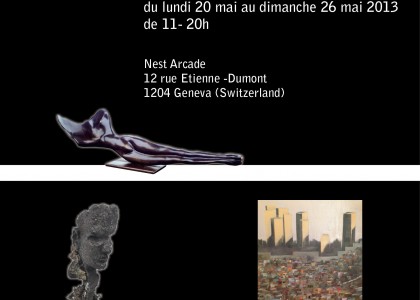 du lundi 20 mai au dimanche 26 mai 2013
de 11- 20h
Nest Arcade
12 rue Etienne -Dumont
1204 Geneva (Switzerland)